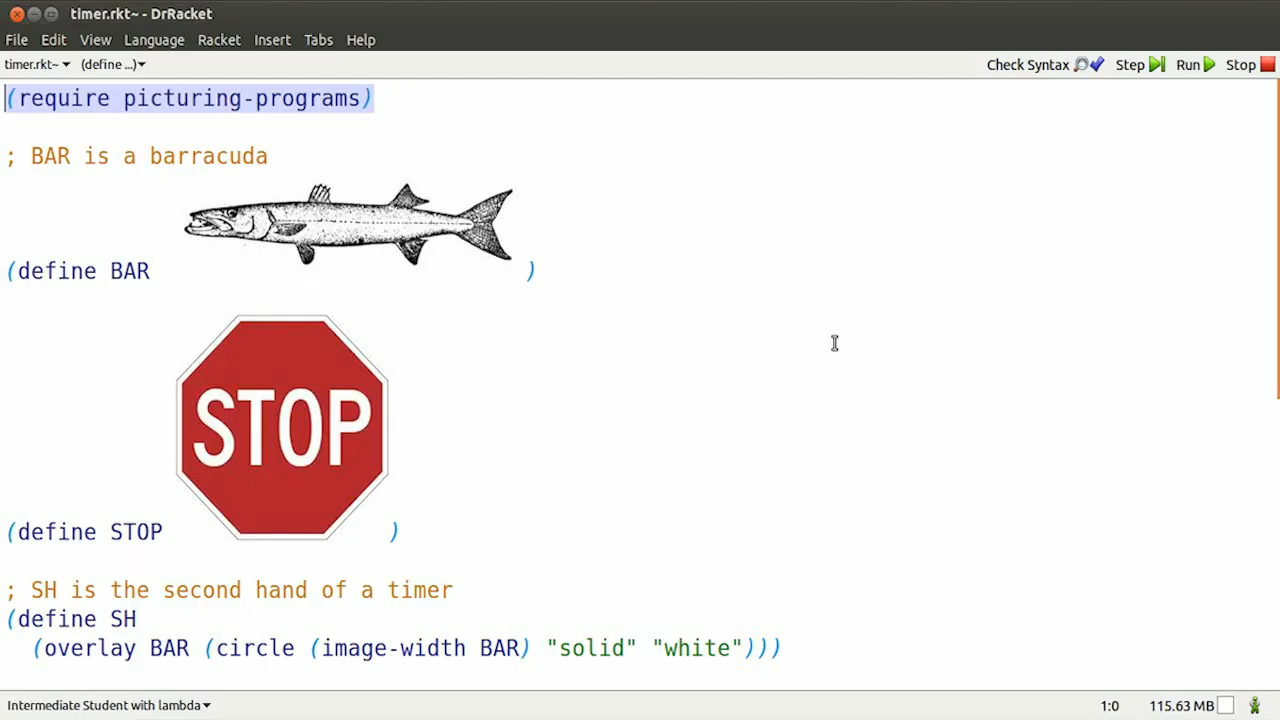 timer.rkt~ - DrRacket
File Edit View Language Racket Insert Tabs Help
timer.rkt~ (define ...) Check Syntax Step Run Stop
(require picturing-programs)
; BAR is a barracuda
(define BAR )
STOP
(define STOP )
; SH is the second hand of a timer
(define SH
(overlay BAR (circle (image-width BAR) "solid" "white")))
Intermediate Student with lambda 1:0 115.63 MB